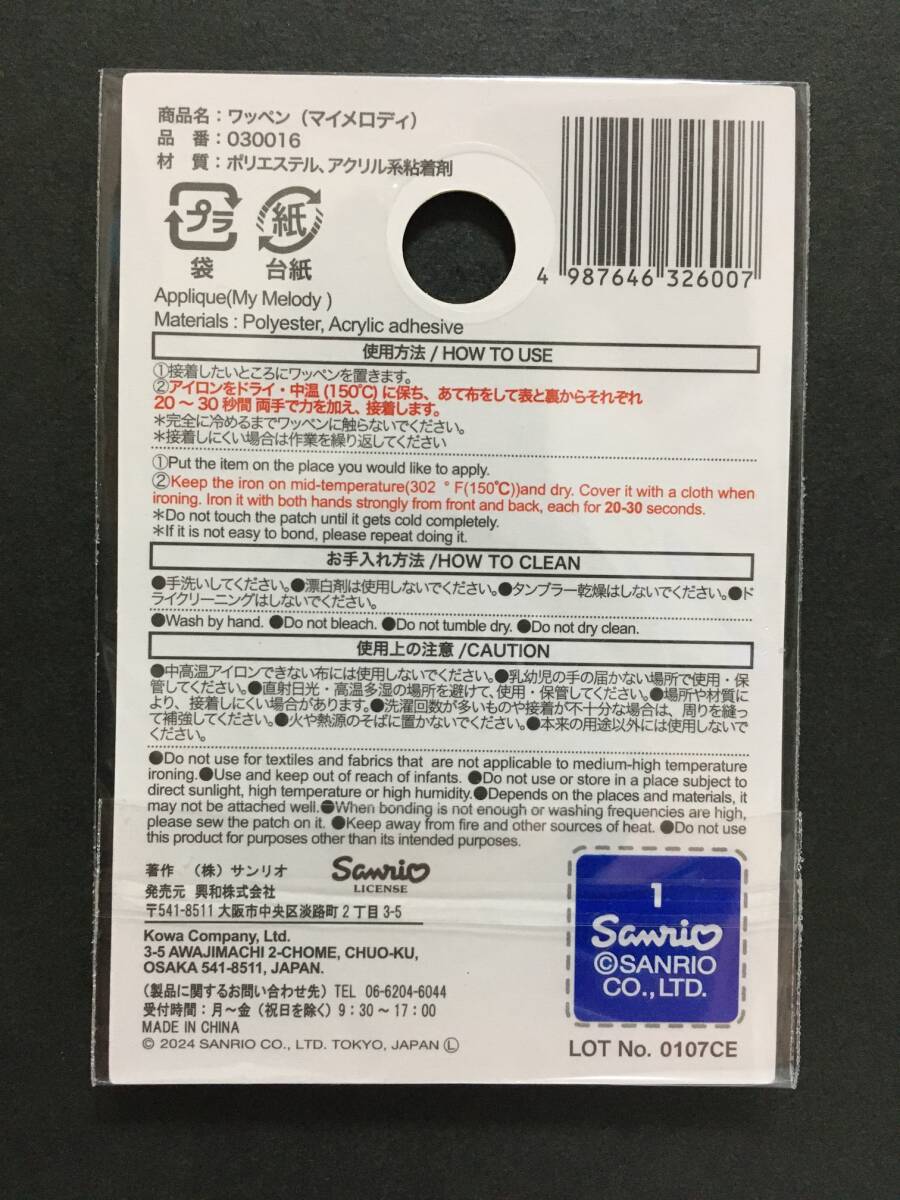 商品名：ワッペン（マイメロディ）
品 番：030016
材 質：ポリエステル、アクリル系粘着剤
プラ
袋
紙
台紙
4 987646 326007
Applique(My Melody )
Materials : Polyester, Acrylic adhesive
使用方法 / HOW TO USE
①接着したいところにワッペンを置きます。
②アイロンをドライ・中温 (150℃) に保ち、あて布をして表と裏からそれぞれ
20 〜 30 秒間 両手で力を加え、接着します。
＊完全に冷めるまでワッペンに触らないでください。
＊接着しにくい場合は作業を繰り返してください
①Put the item on the place you would like to apply.
②Keep the iron on mid-temperature(302 ° F(150℃))and dry. Cover it with a cloth when
ironing. Iron it with both hands strongly from front and back, each for 20-30 seconds.
＊Do not touch the patch until it gets cold completely.
＊If it is not easy to bond, please repeat doing it.
お手入れ方法 /HOW TO CLEAN
●手洗いしてください。●漂白剤は使用しないでください。●タンブラー乾燥はしないでください。●ド
ライクリーニングはしないでください。
●Wash by hand. ●Do not bleach. ●Do not tumble dry. ●Do not dry clean.
使用上の注意 /CAUTION
●中高温アイロンできない布には使用しないでください。●乳幼児の手の届かない場所で使用・保
管してください。●直射日光・高温多湿の場所を避けて、使用・保管してください。●場所や材質に
より、接着しにくい場合があります。●洗濯回数が多いものや接着が不十分な場合は、周りを縫っ
て補強してください。●火や熱源のそばに置かないでください。●本来の用途以外には使用しないで
ください。
●Do not use for textiles and fabrics that are not applicable to medium-high temperature
ironing.●Use and keep out of reach of infants. ●Do not use or store in a place subject to
direct sunlight, high temperature or high humidity.●Depends on the places and materials, it
may not be attached well.●When bonding is not enough or washing frequencies are high,
please sew the patch on it. ●Keep away from fire and other sources of heat. ●Do not use
this product for purposes other than its intended purposes.
著作 （株）サンリオ
Sanrio
LICENSE
発売元 興和株式会社
〒541-8511 大阪市中央区淡路町 2 丁目 3-5
Kowa Company, Ltd.
3-5 AWAJIMACHI 2-CHOME, CHUO-KU,
OSAKA 541-8511, JAPAN.
（製品に関するお問い合わせ先）TEL 06-6204-6044
受付時間：月〜金（祝日を除く）9：30〜17：00
MADE IN CHINA
© 2024 SANRIO CO., LTD. TOKYO, JAPAN Ⓛ
1
Sanrio
©SANRIO
CO., LTD.
LOT No. 0107CE